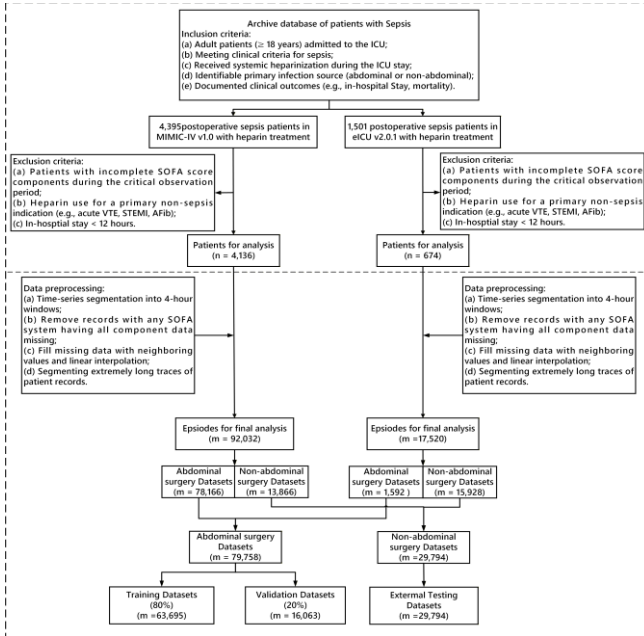 Archive database of patients with Sepsis
Inclusion criteria:
(a) Adult patients (≥ 18 years) admitted to the ICU;
(b) Meeting clinical criteria for sepsis;
(c) Received systemic heparinization during the ICU stay;
(d) Identifiable primary infection source (abdominal or non-abdominal);
(e) Documented clinical outcomes (e.g., in-hospital Stay, mortality).
4,395postoperative sepsis patients in
MIMIC-IV v1.0 with heparin treatment
1,501 postoperative sepsis patients in
eICU v2.0.1 with heparin treatment
Exclusion criteria:
(a) Patients with incomplete SOFA score
components during the critical observation
period;
(b) Heparin use for a primary non-sepsis
indication (e.g., acute VTE, STEMI, AFib);
(c) In-hosptial stay < 12 hours.
Exclusion criteria:
(a) Patients with incomplete SOFA score
components during the critical observation
period;
(b) Heparin use for a primary non-sepsis
indication (e.g., acute VTE, STEMI, AFib);
(c) In-hosptial stay < 12 hours.
Patients for analysis
(n = 4,136)
Patients for analysis
(n = 674)
Data preprocessing:
(a) Time-series segmentation into 4-hour
windows;
(b) Remove records with any SOFA
system having all component data
missing;
(c) Fill missing data with neighboring
values and linear interpolation;
(d) Segmenting extremely long traces of
patient records.
Data preprocessing:
(a) Time-series segmentation into 4-hour
windows;
(b) Remove records with any SOFA
system having all component data
missing;
(c) Fill missing data with neighboring
values and linear interpolation;
(d) Segmenting extremely long traces of
patient records.
Epsiodes for final analysis
(m = 92,032)
Epsiodes for final analysis
(m =17,520)
Abdominal
surgery Datasets
(m = 78,166)
Non-abdominal
surgery Datasets
(m = 13,866)
Abdominal
surgery Datasets
(m = 1,592 )
Non-abdominal
surgery Datasets
(m = 15,928)
Abdominal surgery
Datasets
(m = 79,758)
Non-abdominal
surgery Datasets
(m =29,794)
Training Datasets
(80%)
(m =63,695)
Validation Datasets
(20%)
(m = 16,063)
Extermal Testing
Datasets
(m=29,794)